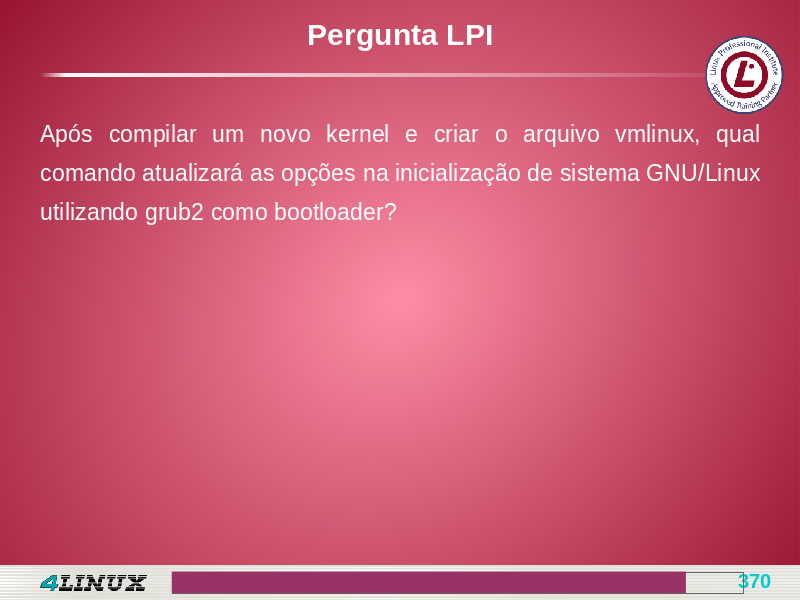 Pergunta LPI
Linux Professional Institute
Approved Training Partner
Após compilar um novo kernel e criar o arquivo vmlinux, qual
comando atualizará as opções na inicialização de sistema GNU/Linux
utilizando grub2 como bootloader?
4LINUX
370